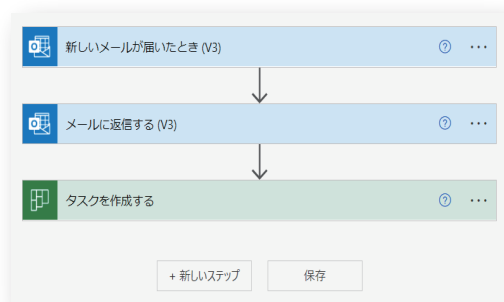 新しいメールが届いたとき (V3)
メールに返信する (V3)
タスクを作成する
+ 新しいステップ 保存